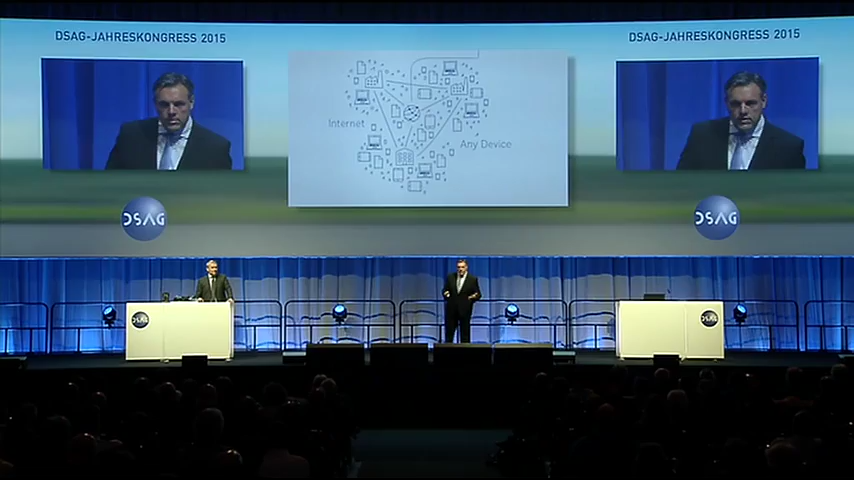 DSAG-JAHRESKONGRESS 2015
DSAG-JAHRESKONGRESS 2015
Internet
Any Device
DSAG
DSAG
DSAG
DSAG